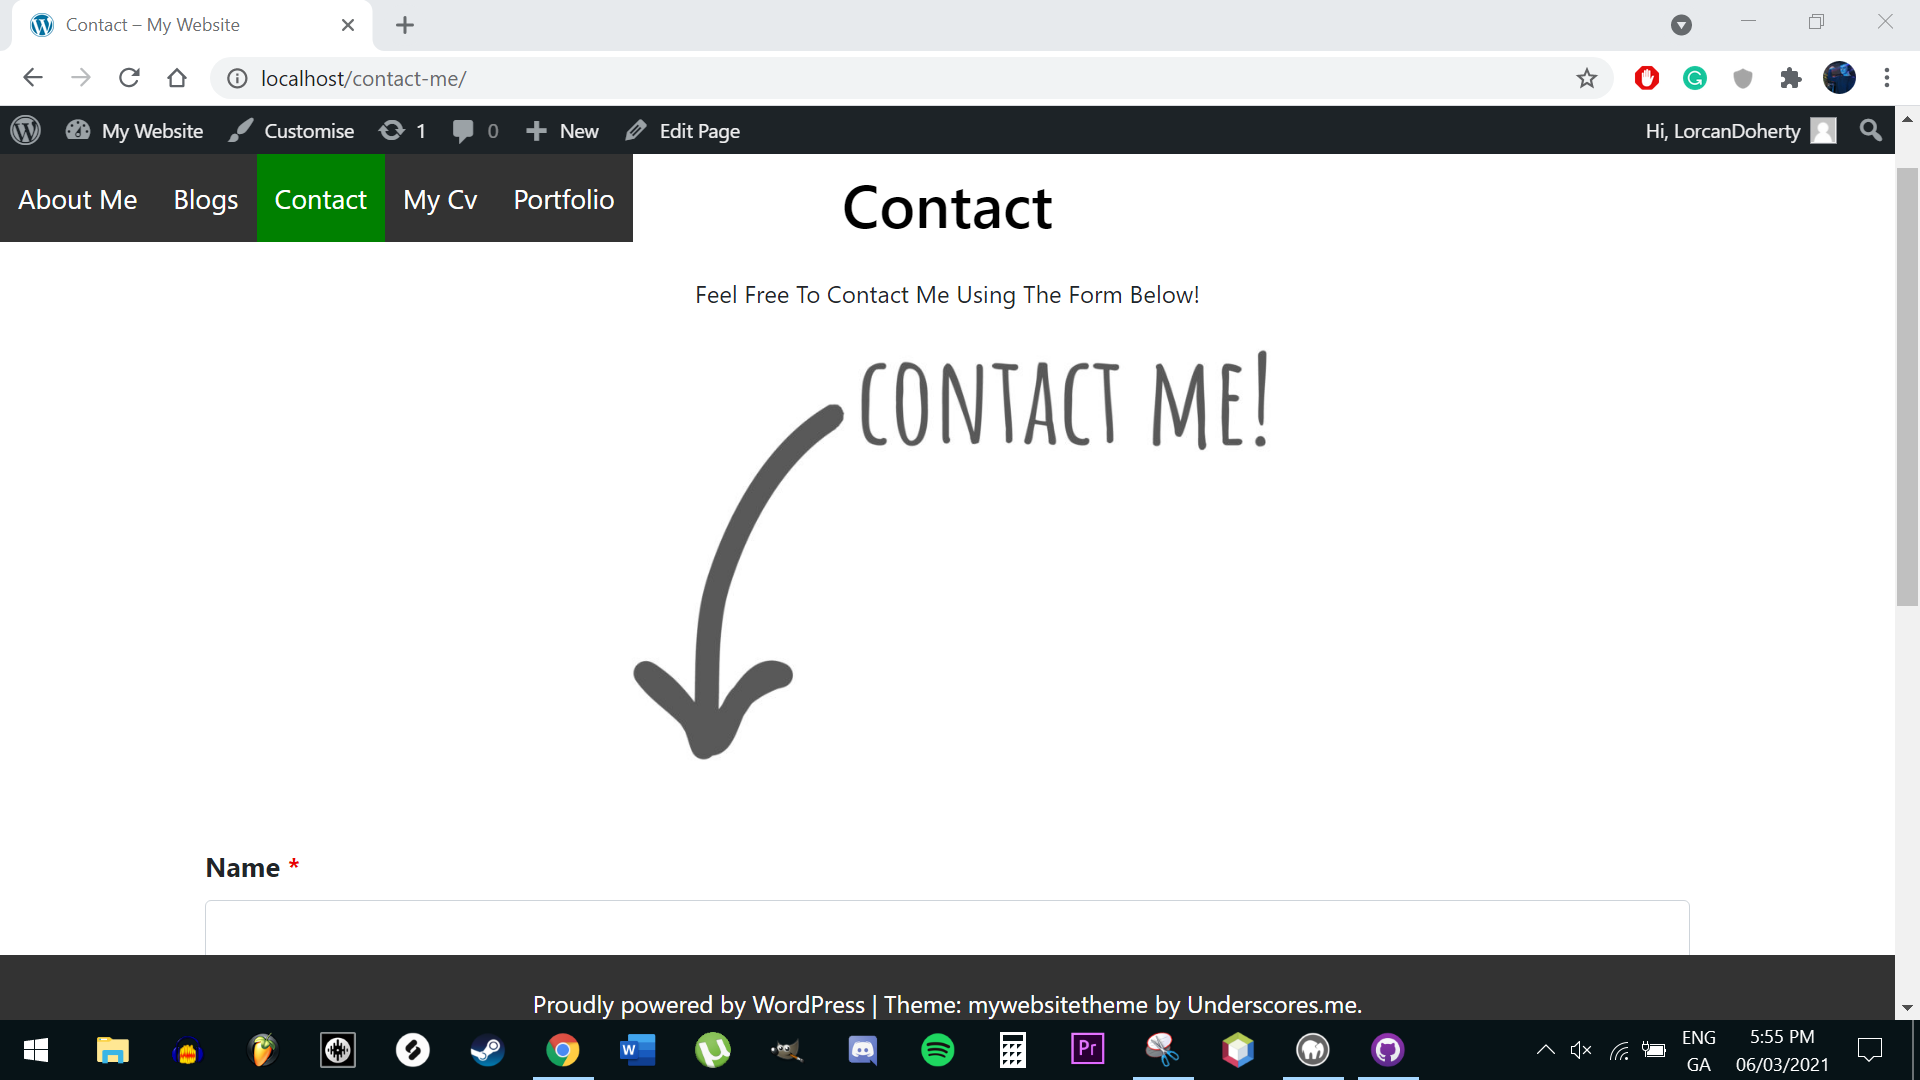 Contact – My Website
localhost/contact-me/
My Website Customise 1 0 New Edit Page Hi, LorcanDoherty
About Me Blogs Contact My Cv Portfolio
Contact
Feel Free To Contact Me Using The Form Below!
CONTACT ME!
Name *
Proudly powered by WordPress | Theme: mywebsitetheme by Underscores.me.
ENG 5:55 PM
GA 06/03/2021